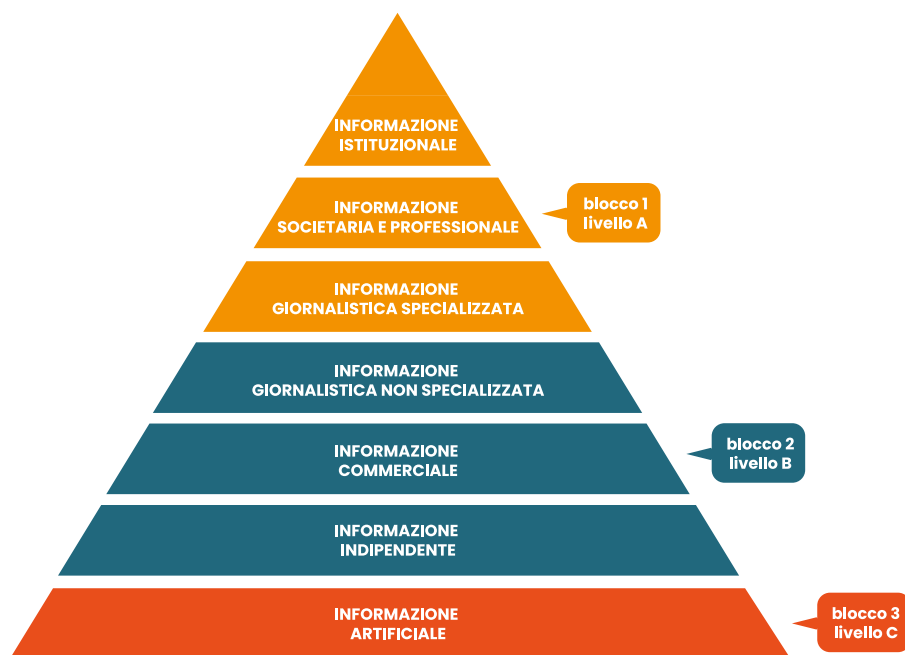 INFORMAZIONE
ISTITUZIONALE
INFORMAZIONE
SOCIETARIA E PROFESSIONALE
blocco 1
livello A
INFORMAZIONE
GIORNALISTICA SPECIALIZZATA
INFORMAZIONE
GIORNALISTICA NON SPECIALIZZATA
INFORMAZIONE
COMMERCIALE
blocco 2
livello B
INFORMAZIONE
INDIPENDENTE
INFORMAZIONE
ARTIFICIALE
blocco 3
livello C